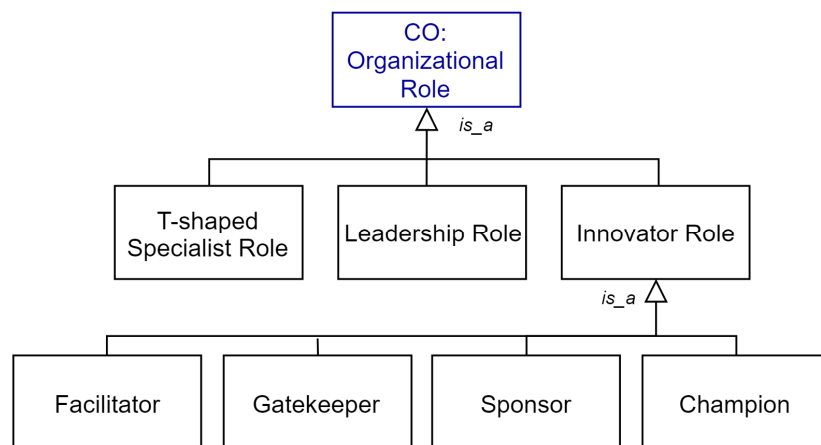 CO:
Organizational
Role
is_a
T-shaped
Specialist Role
Leadership Role
Innovator Role
is_a
Facilitator
Gatekeeper
Sponsor
Champion